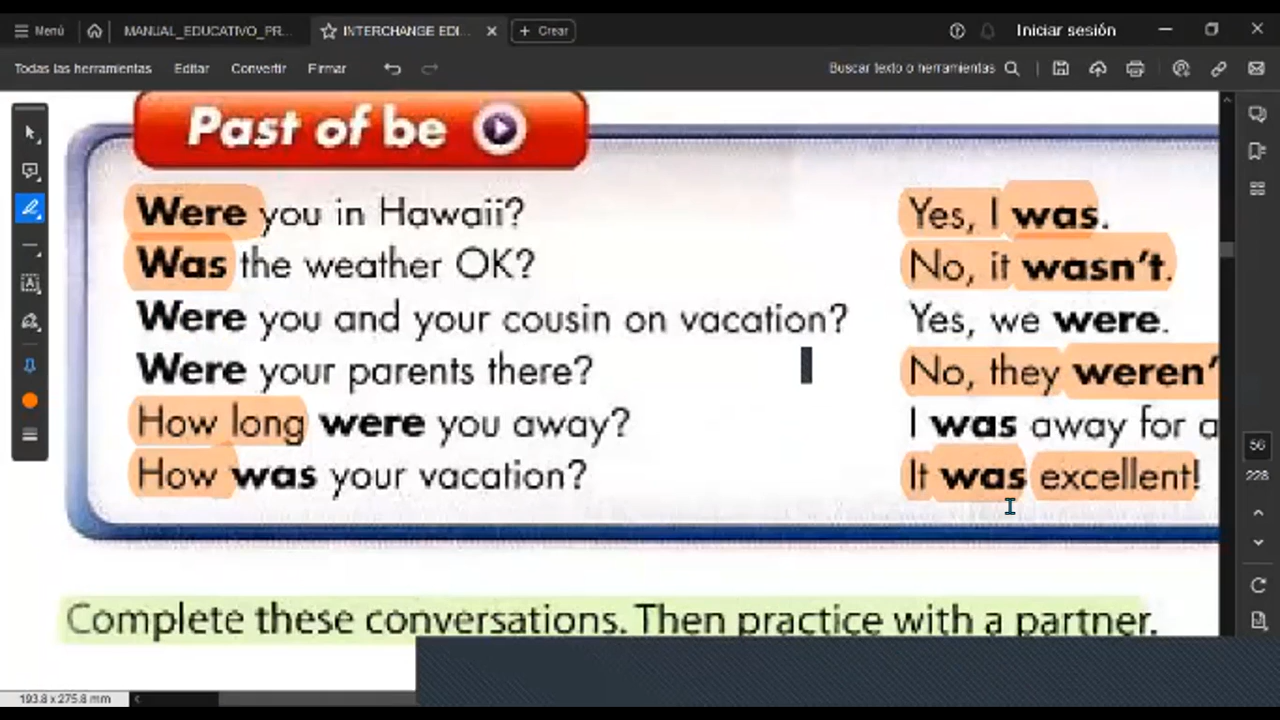 Menú MANUAL_EDUCATIVO_PR... INTERCHANGE EDI... + Crear Iniciar sesión
Todas las herramientas Editar Convertir Firmar Buscar texto o herramientas
Past of be
Were you in Hawaii? Yes, I was.
Was the weather OK? No, it wasn't.
Were you and your cousin on vacation? Yes, we were.
Were your parents there? No, they weren'
How long were you away? I was away for a
How was your vacation? It was excellent!
56
228
Complete these conversations. Then practice with a partner.
193.8 x 275.8 mm